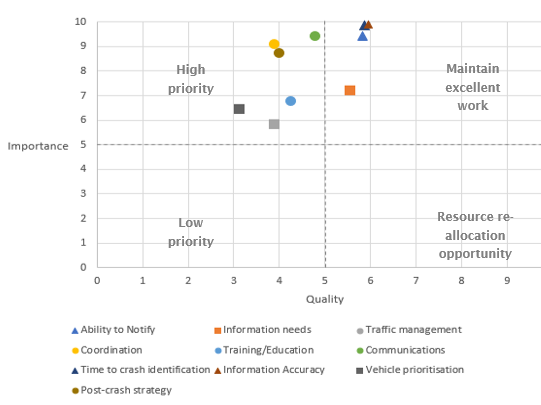 10
9
8
7
6
5
4
3
2
1
0
Importance
High
priority
Maintain
excellent
work
Low
priority
Resource re-
allocation
opportunity
0 1 2 3 4 5 6 7 8 9
Quality
Ability to Notify Information needs Traffic management
Coordination Training/Education Communications
Time to crash identification Information Accuracy Vehicle prioritisation
Post-crash strategy